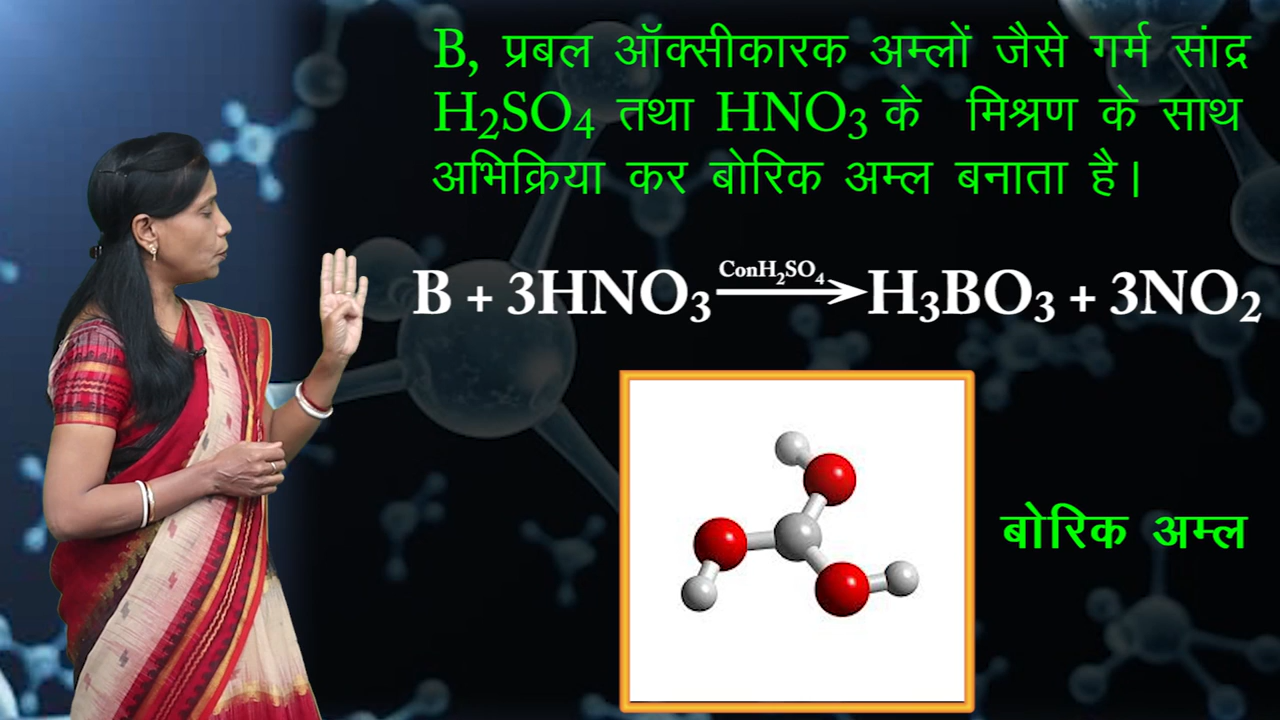 B, प्रबल ऑक्सीकारक अम्लों जैसे गर्म सांद्र
H₂SO₄ तथा HNO₃ के मिश्रण के साथ
अभिक्रिया कर बोरिक अम्ल बनाता है।
B + 3HNO₃ ConH₂SO₄→ H₃BO₃ + 3NO₂
बोरिक अम्ल